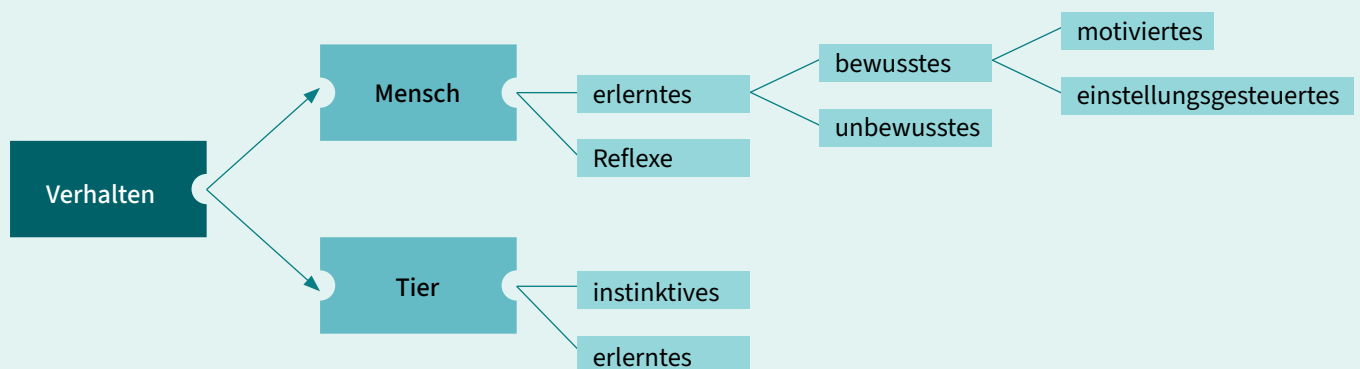 Verhalten
Mensch
erlerntes
bewusstes
motiviertes
einstellungsgesteuertes
unbewusstes
Reflexe
Tier
instinktives
erlerntes